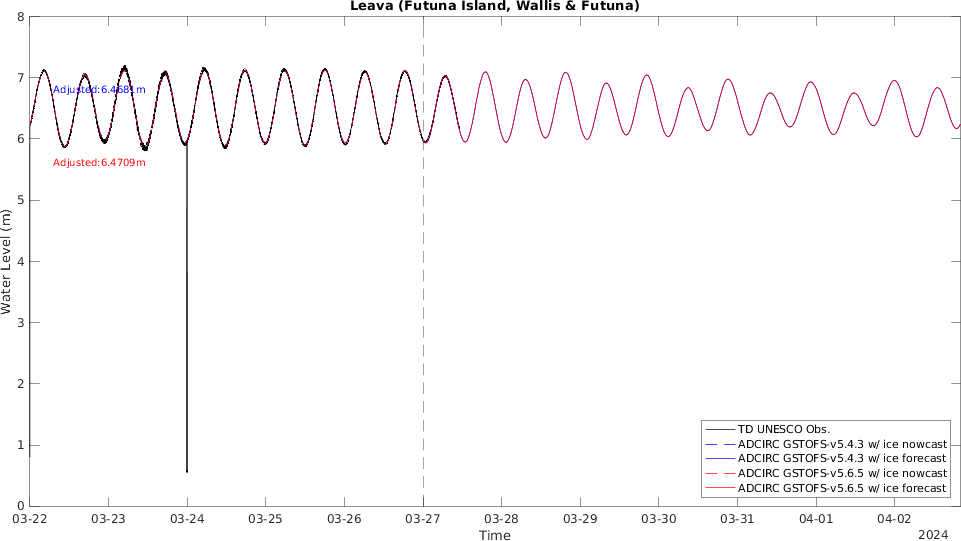 Leava (Futuna Island, Wallis & Futuna)
8
7
6
5
4
3
2
1
0
Water Level (m)
Adjusted:6.4681m
Adjusted:6.4709m
TD UNESCO Obs.
ADCIRC GSTOFS-v5.4.3 w/ ice nowcast
ADCIRC GSTOFS-v5.4.3 w/ ice forecast
ADCIRC GSTOFS-v5.6.5 w/ ice nowcast
ADCIRC GSTOFS-v5.6.5 w/ ice forecast
03-22 03-23 03-24 03-25 03-26 03-27 03-28 03-29 03-30 03-31 04-01 04-02
Time
2024